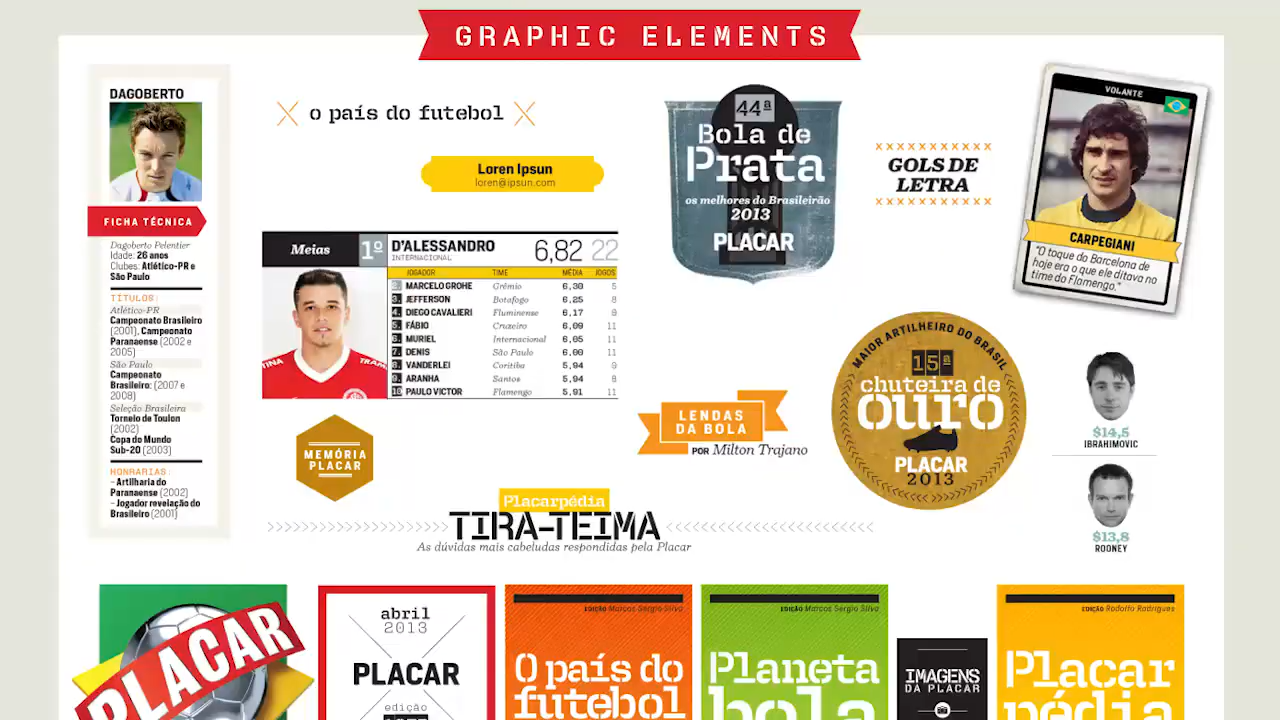 GRAPHIC ELEMENTS
DAGOBERTO
FICHA TÉCNICA
Dagoberto Pelentier
Idade: 26 anos
Clubes: Atlético-PR e
São Paulo
TÍTULOS:
Atlético-PR
Campeonato Brasileiro
(2001), Campeonato
Paranaense (2002 e
2005)
São Paulo
Campeonato
Brasileiro: (2007 e
2008)
Seleção Brasileira
Torneio de Toulon
(2002)
Copa do Mundo
Sub-20 (2003)
HONRARIAS:
- Artilharia do
Paranaense (2002)
- Jogador revelação do
Brasileiro (2001)
X o país do futebol X
Loren Ipsun
loren@ipsun.com
Meias 1º D'ALESSANDRO 6,82 22
INTERNACIONAL
JOGADOR TIME MÉDIA JOGOS
MARCELO GROHE Grêmio 6,30 5
3. JEFFERSON Botafogo 6,25 8
4. DIEGO CAVALIERI Fluminense 6,17 9
5. FÁBIO Cruzeiro 6,09 11
6. MURIEL Internacional 6,05 11
7. DENIS São Paulo 6,00 11
8. VANDERLEI Coritiba 5,94 9
9. ARANHA Santos 5,94 8
10 PAULO VICTOR Flamengo 5,91 11
TINA TRAM
MEMÓRIA
PLACAR
44ª
Bola de
Prata
os melhores do Brasileirão
2013
PLACAR
GOLS DE
LETRA
VOLANTE
CARPEGIANI
"O toque do Barcelona de
hoje era o que ele ditava no
time do Flamengo."
LENDAS
DA BOLA
POR Milton Trajano
MAIOR ARTILHEIRO DO BRASIL
15ª
chuteira de
ouro
PLACAR
2013
$14,5
IBRAHIMOVIC
$13,8
ROONEY
Placarpédia
TIRA-TEIMA
As dúvidas mais cabeludas respondidas pela Placar
PLACAR
abril
2013
PLACAR
edição
EDIÇÃO Marcos Sergio Silva
O país do
futebol
EDIÇÃO Marcos Sergio Silva
Planeta
bola
IMAGENS
DA PLACAR
EDIÇÃO Rodolfo Rodrigues
Placar
pédia